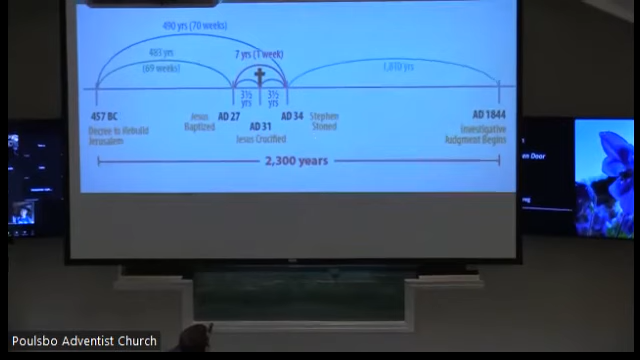 490 yrs (70 weeks)
483 yrs
(69 weeks)
7 yrs (1 week)
1,810 yrs
3½ yrs
3½ yrs
457 BC
Decree to Rebuild
Jerusalem
Jesus
Baptized
AD 27
AD 31
Jesus Crucified
AD 34
Stephen
Stoned
AD 1844
Investigative
Judgment Begins
2,300 years
en Door
Poulsbo Adventist Church